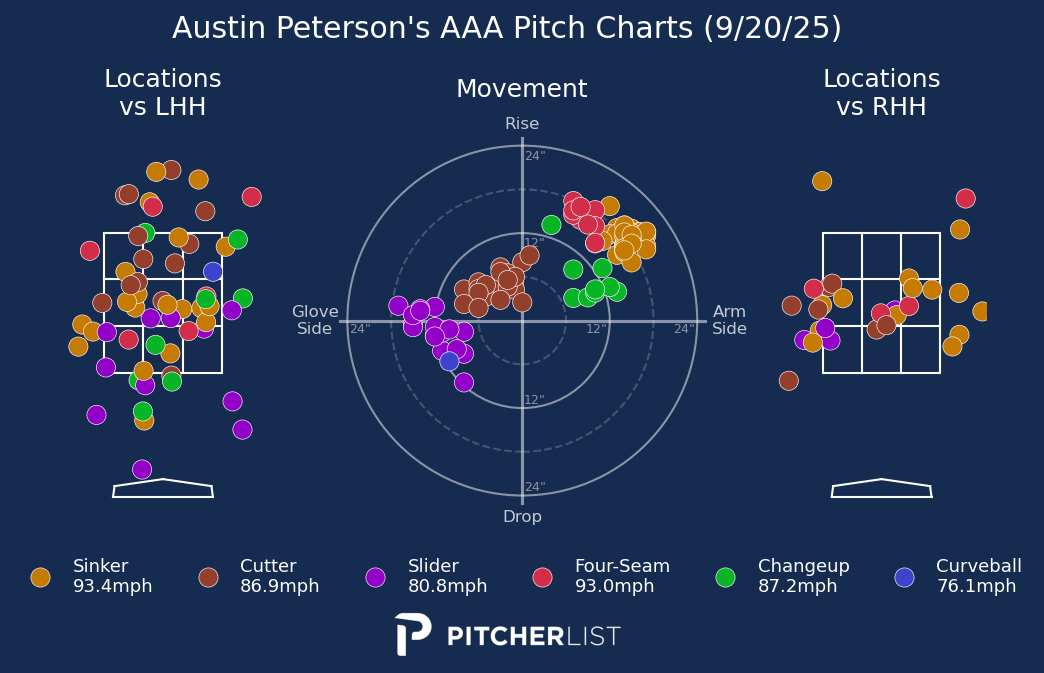 Austin Peterson's AAA Pitch Charts (9/20/25)
Locations
vs LHH
Movement
Locations
vs RHH
Rise
24"
12"
Glove
Side
24"
12"
24"
Arm
Side
12"
24"
Drop
Sinker
93.4mph
Cutter
86.9mph
Slider
80.8mph
Four-Seam
93.0mph
Changeup
87.2mph
Curveball
76.1mph
PITCHERLIST